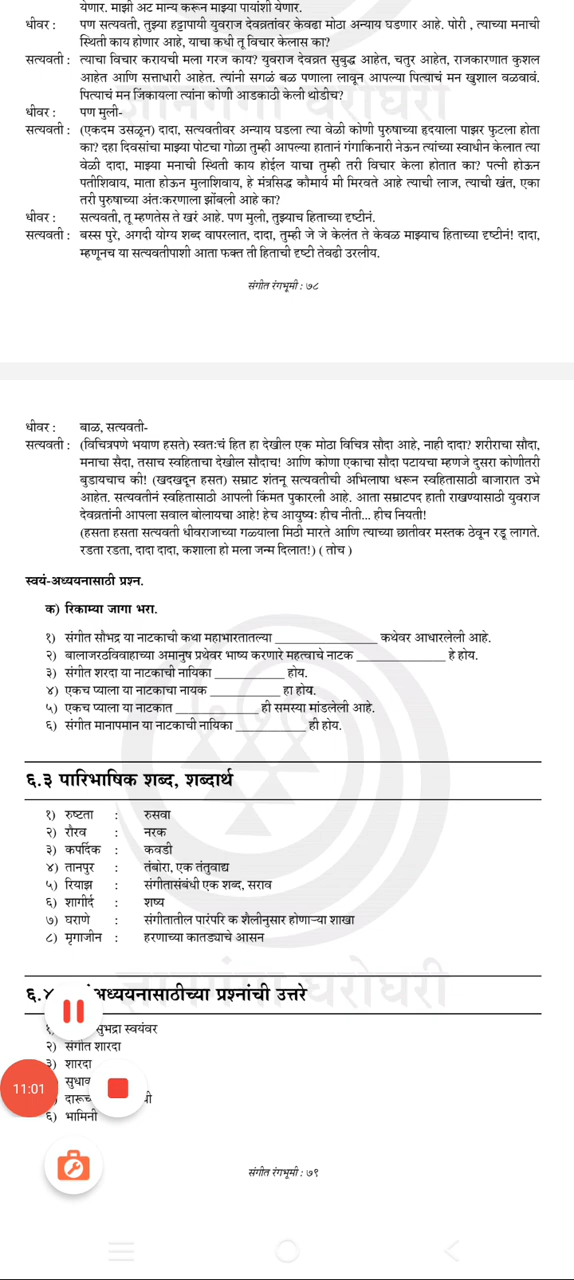 येणार. माझी अट मान्य करून माझ्या पायांशी येणार.
धीवर : पण सत्यवती, तुझ्या हट्टापायी युवराज देवव्रतांवर केवढा मोठा अन्याय घडणार आहे. पोरी , त्याच्या मनाची
स्थिती काय होणार आहे, याचा कधी तू विचार केलास का?
सत्यवती : त्याचा विचार करायची मला गरज काय? युवराज देवव्रत सुबुद्ध आहेत, चतुर आहेत, राजकारणात कुशल
आहेत आणि सत्ताधारी आहेत. त्यांनी सगळं बळ पणाला लावून आपल्या पित्याचं मन खुशाल वळवावं.
पित्याचं मन जिंकायला त्यांना कोणी आडकाठी केली थोडीच?
धीवर : पण मुली-
सत्यवती : (एकदम उसळून) दादा, सत्यवतीवर अन्याय घडला त्या वेळी कोणी पुरुषाच्या हृदयाला पाझर फुटला होता
का? दहा दिवसांचा माझ्या पोटचा गोळा तुम्ही आपल्या हातानं गंगाकिनारी नेऊन त्यांच्या स्वाधीन केलात त्या
वेळी दादा, माझ्या मनाची स्थिती काय होईल याचा तुम्ही तरी विचार केला होतात का? पत्नी होऊन
पतीशिवाय, माता होऊन मुलाशिवाय, हे मंत्रसिद्ध कौमार्य मी मिरवते आहे त्याची लाज, त्याची खंत, एका
तरी पुरुषाच्या अंतःकरणाला झोंबली आहे का?
धीवर : सत्यवती, तू म्हणतेस ते खरं आहे. पण मुली, तुझ्याच हिताच्या दृष्टीनं.
सत्यवती : बस्स पुरे, अगदी योग्य शब्द वापरलात, दादा, तुम्ही जे जे केलंत ते केवळ माझ्याच हिताच्या दृष्टीनं! दादा,
म्हणूनच या सत्यवतीपाशी आता फक्त ती हिताची दृष्टी तेवढी उरलीय.
संगीत रंगभूमी : ७८
धीवर : बाळ, सत्यवती-
सत्यवती : (विचित्रपणे भयाण हसते) स्वतःचं हित हा देखील एक मोठा विचित्र सौदा आहे, नाही दादा? शरीराचा सौदा,
मनाचा सैदा, तसाच स्वहिताचा देखील सौदाच! आणि कोणा एकाचा सौदा पटायचा म्हणजे दुसरा कोणीतरी
बुडायचाच की! (खदखदून हसत) सम्राट शंतनू सत्यवतीची अभिलाषा धरून स्वहितासाठी बाजारात उभे
आहेत. सत्यवतीनं स्वहितासाठी आपली किंमत पुकारली आहे. आता सम्राटपद हाती राखण्यासाठी युवराज
देवव्रतांनी आपला सवाल बोलायचा आहे! हेच आयुष्यः हीच नीती... हीच नियती!
(हसता हसता सत्यवती धीवराजाच्या गळ्याला मिठी मारते आणि त्याच्या छातीवर मस्तक ठेवून रडू लागते.
रडता रडता, दादा दादा, कशाला हो मला जन्म दिलात!) ( तोच )
स्वयं-अध्ययनासाठी प्रश्न.
क) रिकाम्या जागा भरा.
१) संगीत सौभद्र या नाटकाची कथा महाभारतातल्या ______ कथेवर आधारलेली आहे.
२) बालाजरठविवाहाच्या अमानुष प्रथेवर भाष्य करणारे महत्वाचे नाटक ______ हे होय.
३) संगीत शारदा या नाटकाची नायिका ______ होय.
४) एकच प्याला या नाटकाचा नायक ______ हा होय.
५) एकच प्याला या नाटकात ______ ही समस्या मांडलेली आहे.
६) संगीत मानापमान या नाटकाची नायिका ______ ही होय.
६.३ पारिभाषिक शब्द, शब्दार्थ
१) रुष्टता : रुसवा
२) रौरव : नरक
३) कपर्दिक : कवडी
४) तानपुर : तंबोरा, एक तंतुवाद्य
५) रियाझ : संगीतासंबंधी एक शब्द, सराव
६) शागीर्द : शष्य
७) घराणे : संगीतातील पारंपरि क शैलीनुसार होणाऱ्या शाखा
८) मृगाजीन : हरणाच्या कातड्याचे आसन
ज्ञानगंगा घरोघरी
६.४ अध्ययनासाठीच्या प्रश्नांची उत्तरे
सुभद्रा स्वयंवर
२) संगीत शारदा
३) शारदा
11:01
६) भामिनी
संगीत रंगभूमी : ७९